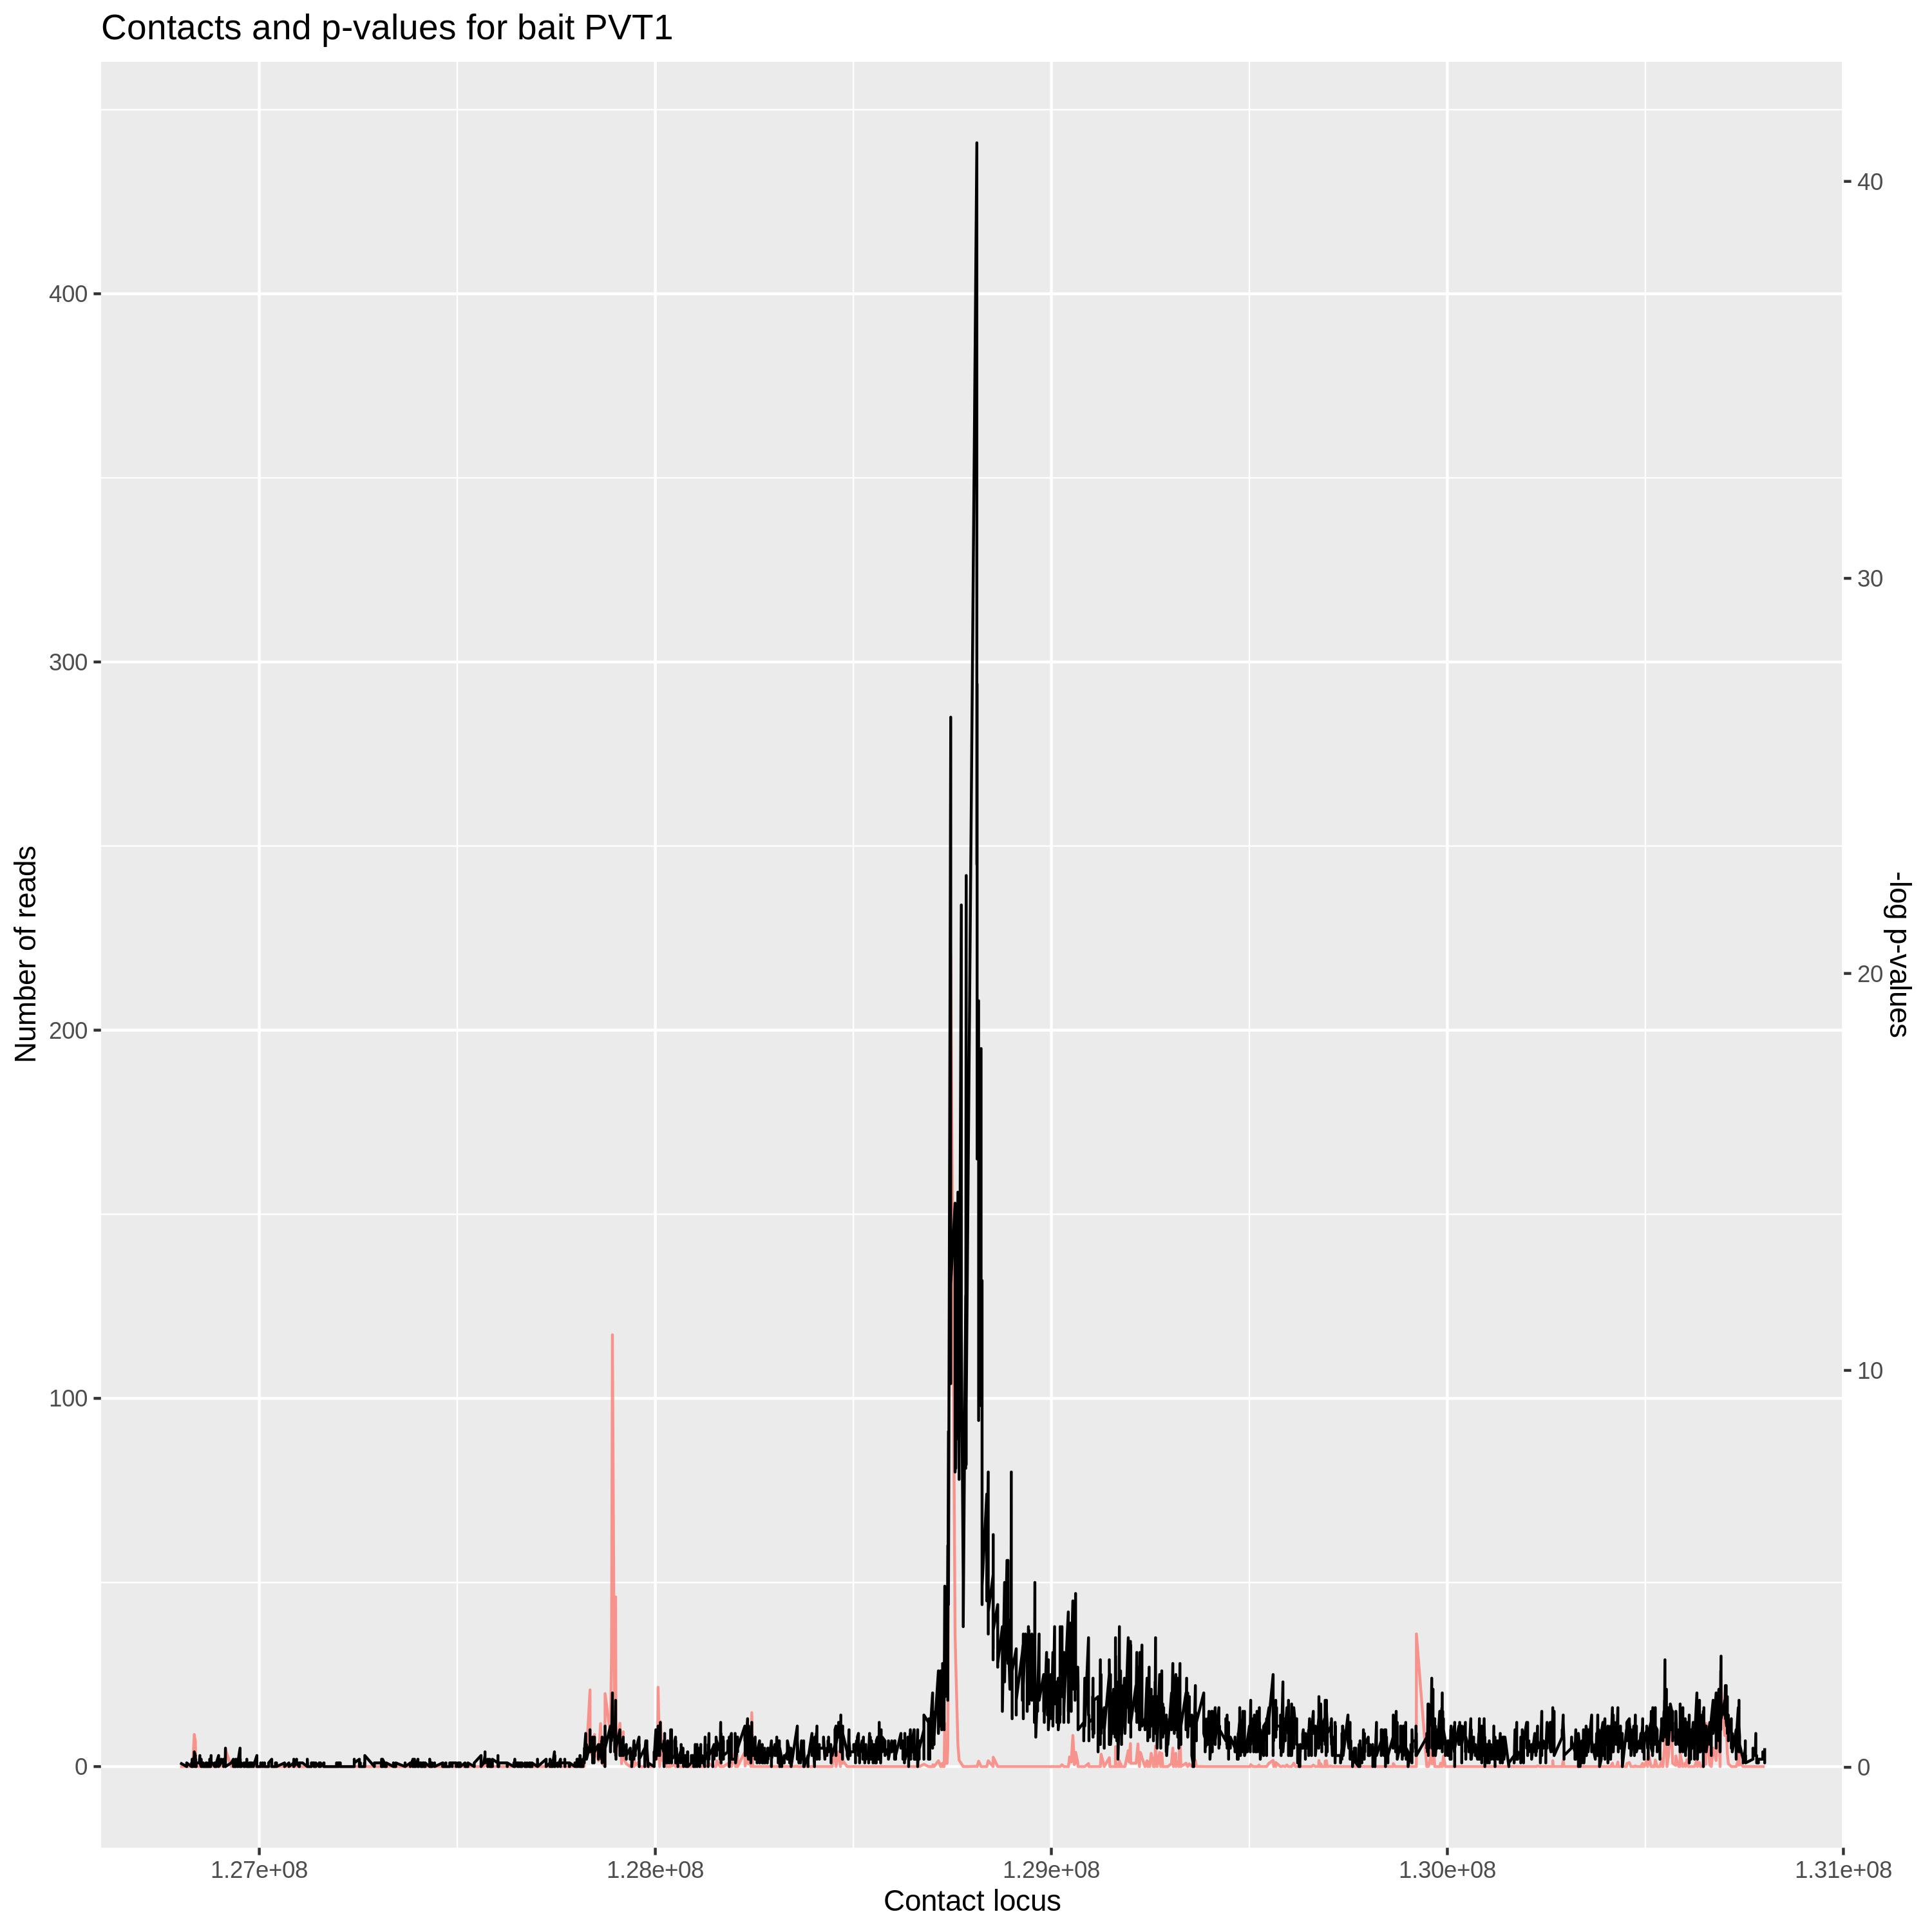 Contacts and p-values for bait PVT1
Number of reads
400
300
200
100
0
40
30
20
10
0
-log p-values
1.27e+08
1.28e+08
1.29e+08
1.30e+08
1.31e+08
Contact locus